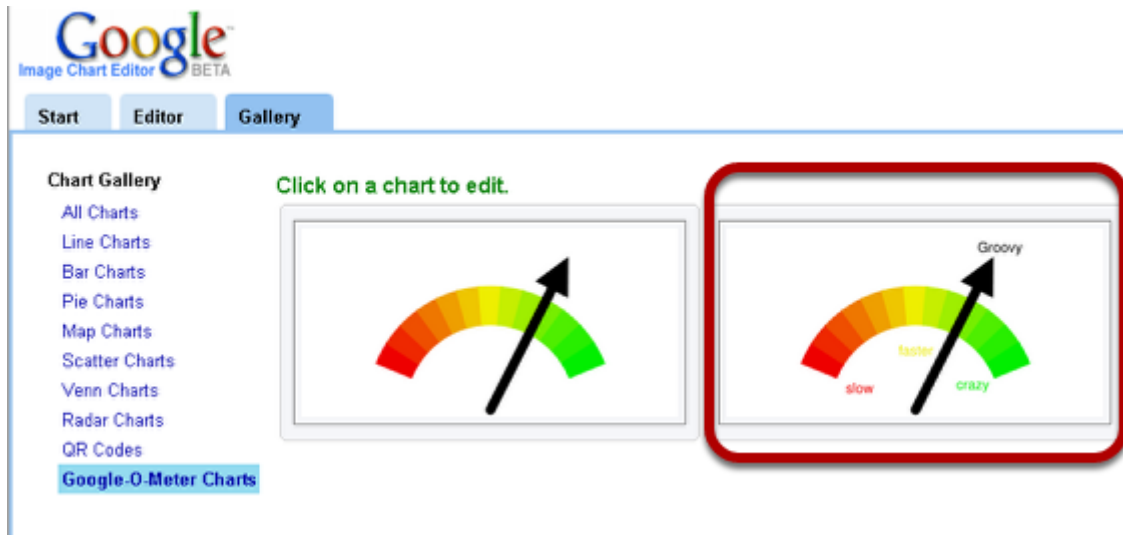 Google™
Image Chart Editor BETA
Start Editor Gallery
Chart Gallery
All Charts
Line Charts
Bar Charts
Pie Charts
Map Charts
Scatter Charts
Venn Charts
Radar Charts
QR Codes
Google-O-Meter Charts
Click on a chart to edit.
Groovy
faster
slow
crazy